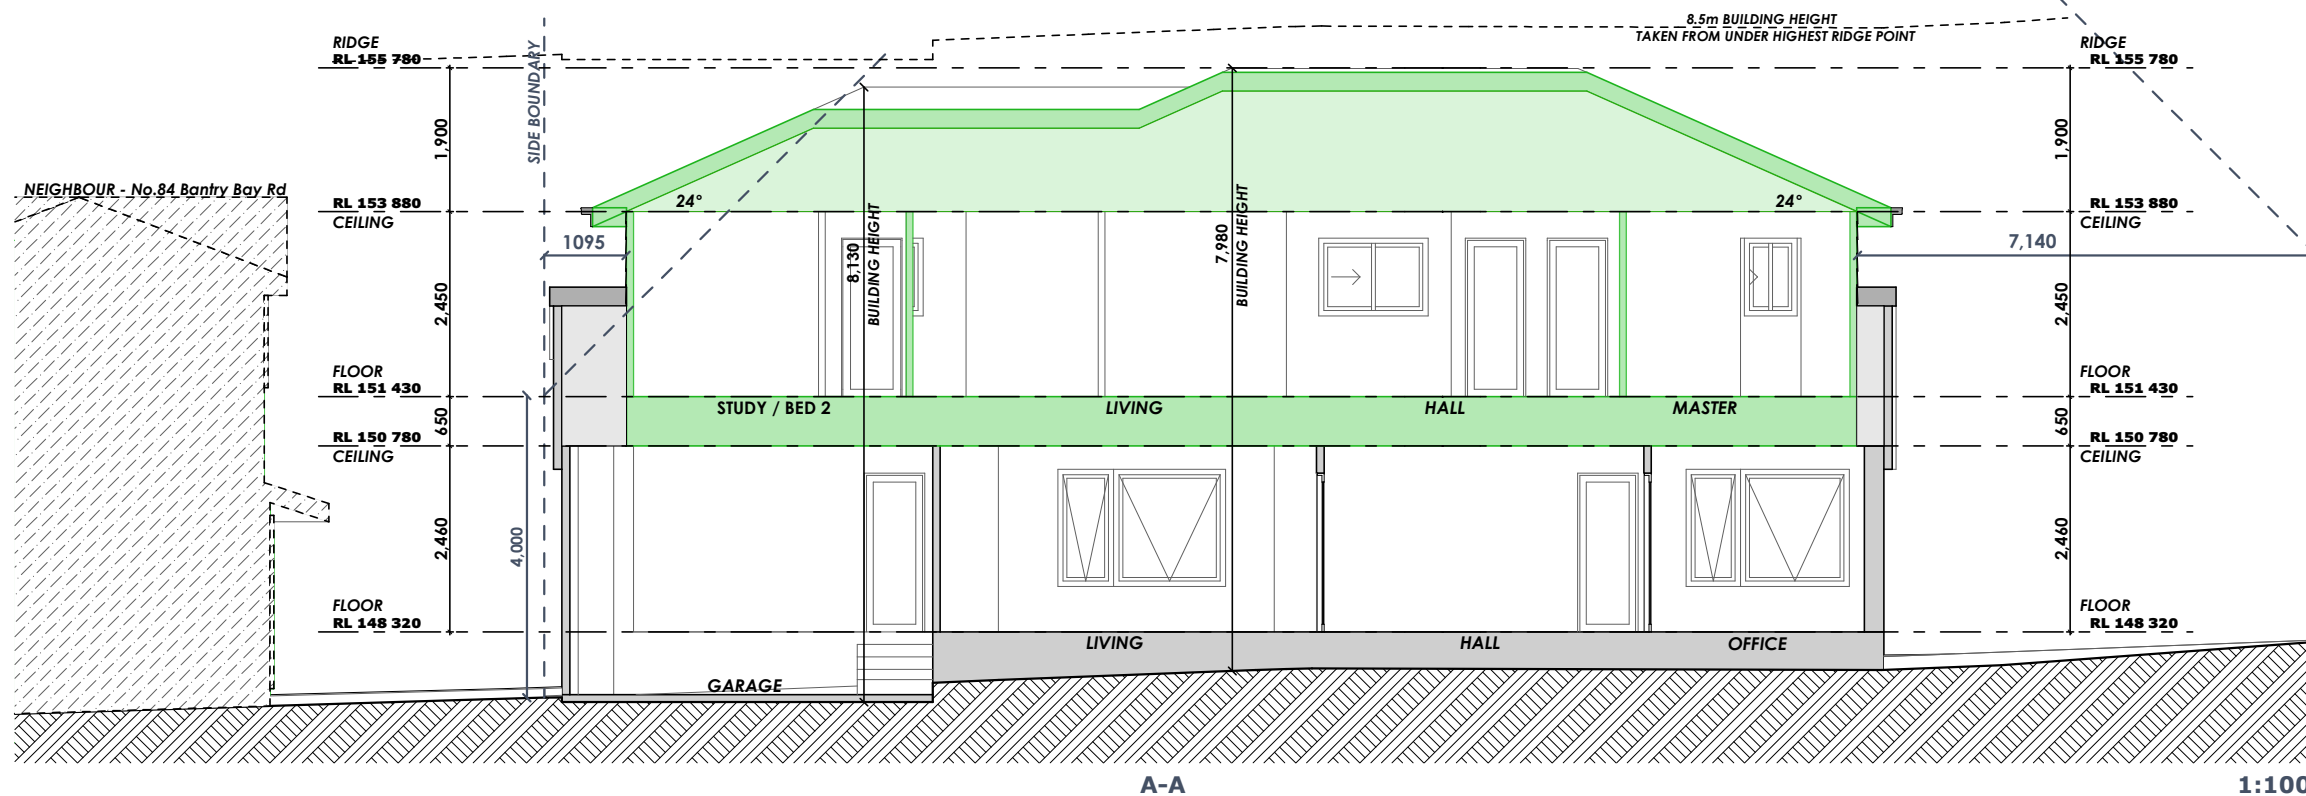 8.5m BUILDING HEIGHT
TAKEN FROM UNDER HIGHEST RIDGE POINT
RIDGE
RL 155 780
SIDE BOUNDARY
RIDGE
RL 155 780
1,900
1,900
NEIGHBOUR - No.84 Bantry Bay Rd
RL 153 880
CEILING
24°
24°
RL 153 880
CEILING
1095
8,130
BUILDING HEIGHT
7,980
BUILDING HEIGHT
7,140
2,450
2,450
FLOOR
RL 151 430
FLOOR
RL 151 430
STUDY / BED 2
LIVING
HALL
MASTER
650
650
RL 150 780
CEILING
RL 150 780
CEILING
2,460
4,000
2,460
FLOOR
RL 148 320
FLOOR
RL 148 320
LIVING
HALL
OFFICE
GARAGE
A-A
1:100